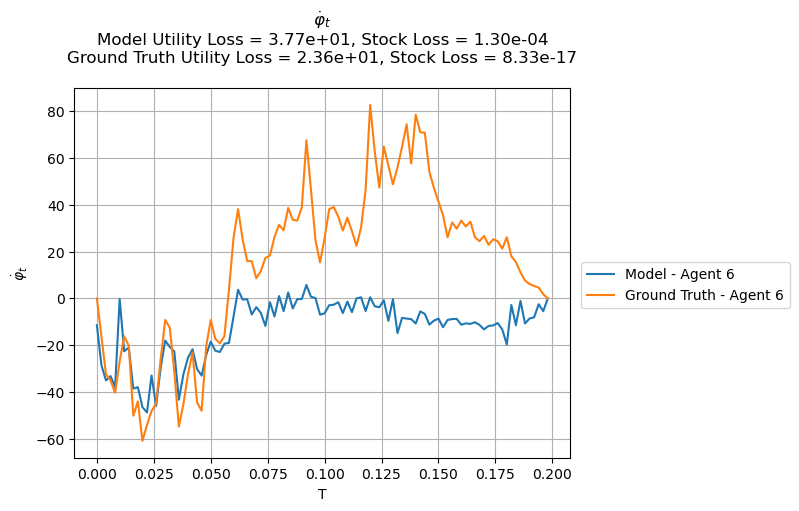 φ̇ₜ
Model Utility Loss = 3.77e+01, Stock Loss = 1.30e-04
Ground Truth Utility Loss = 2.36e+01, Stock Loss = 8.33e-17
80
60
40
20
0
−20
−40
−60
φ̇ₜ
0.000 0.025 0.050 0.075 0.100 0.125 0.150 0.175 0.200
T
Model - Agent 6
Ground Truth - Agent 6